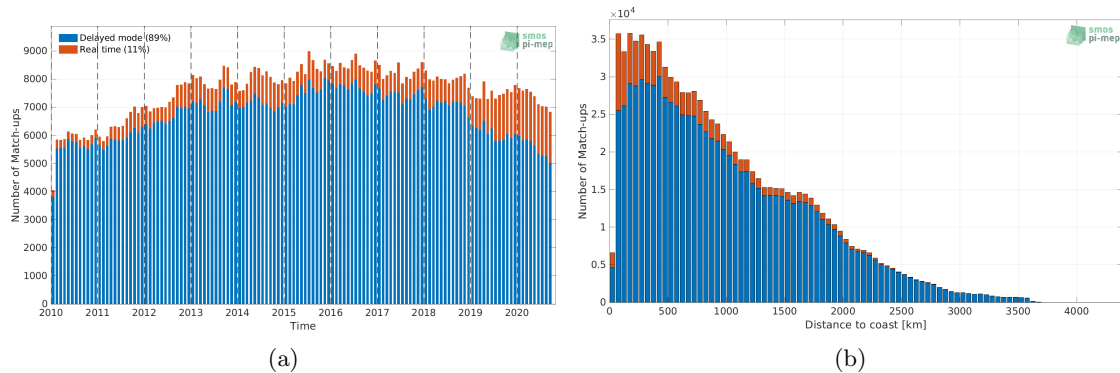 Delayed mode (89%)
Real time (11%)
smos
pi-mep
Number of Match-ups
9000
8000
7000
6000
5000
4000
3000
2000
1000
0
2010 2011 2012 2013 2014 2015 2016 2017 2018 2019 2020
Time
(a)
×10⁴
smos
pi-mep
Number of Match-ups
3.5
3
2.5
2
1.5
1
0.5
0
0 500 1000 1500 2000 2500 3000 3500 4000
Distance to coast [km]
(b)